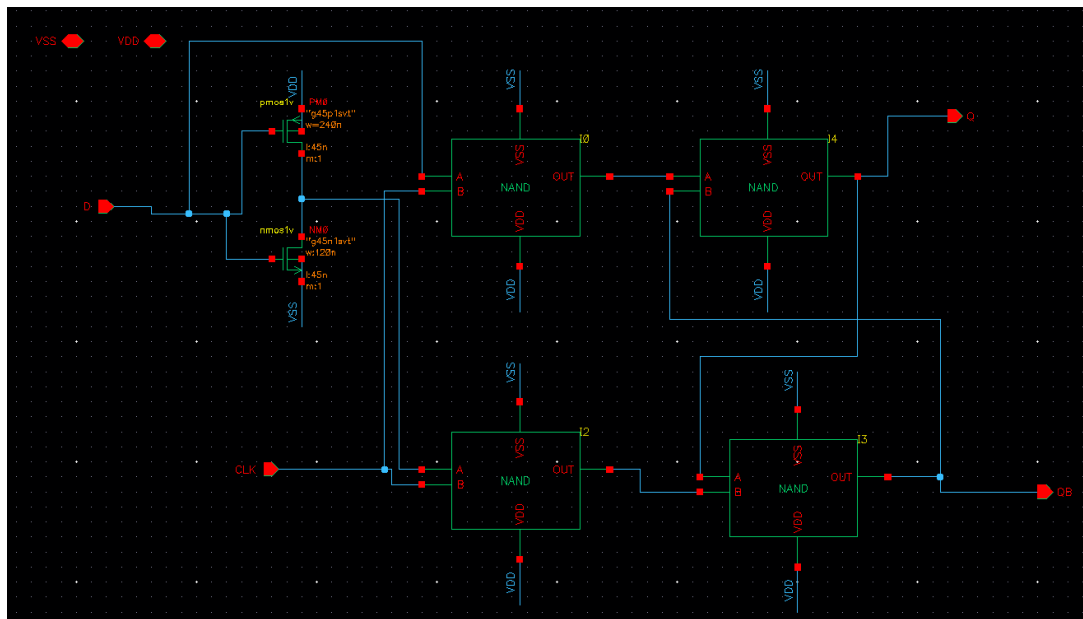 VSS
VDD
VDD
pmos1v
PM0
"g45p1svt"
w=240n
l:45n
m:1
D
nmos1v
NM0
"g45n1svt"
w:120n
l:45n
m:1
VSS
VSS
I0
VSS
A
B
NAND
OUT
VDD
VDD
VSS
I4
VSS
A
B
NAND
OUT
VDD
VDD
Q
CLK
VSS
I2
VSS
A
B
NAND
OUT
VDD
VDD
VSS
I3
VSS
A
B
NAND
OUT
VDD
VDD
QB